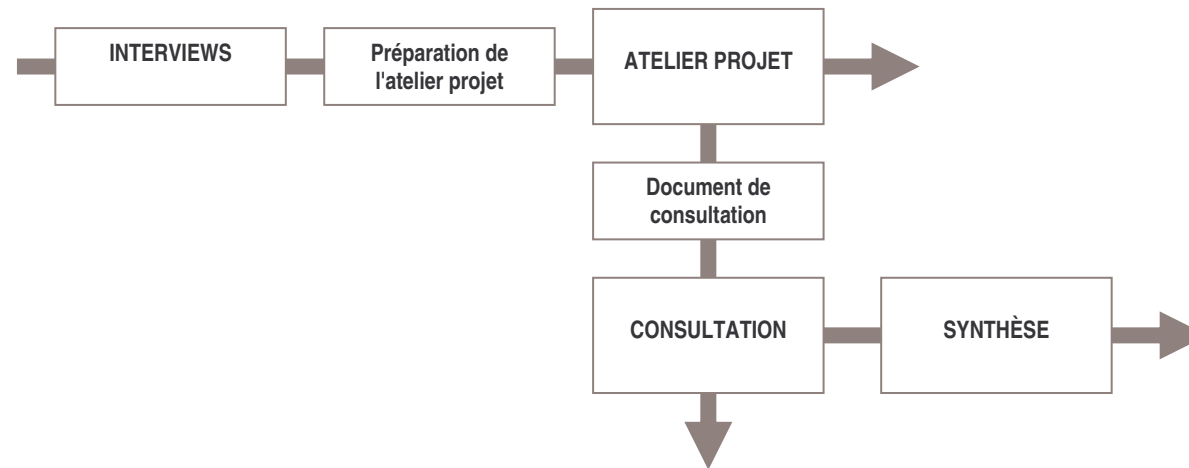 INTERVIEWS
Préparation de
l'atelier projet
ATELIER PROJET
Document de
consultation
CONSULTATION
SYNTHÈSE